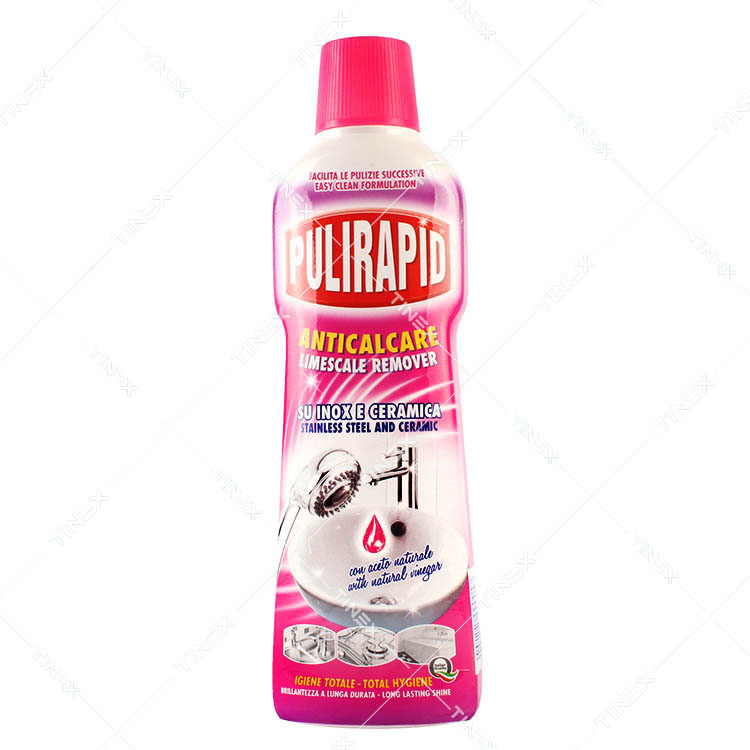 FACILITA LE PULIZIE SUCCESSIVE
EASY CLEAN FORMULATION
PULIRAPID
ANTICALCARE
LIMESCALE REMOVER
SU INOX E CERAMICA
STAINLESS STEEL AND CERAMIC
con aceto naturale
with natural vinegar
IGIENE TOTALE - TOTAL HYGIENE
BRILLANTEZZA A LUNGA DURATA - LONG LASTING SHINE
TINEX